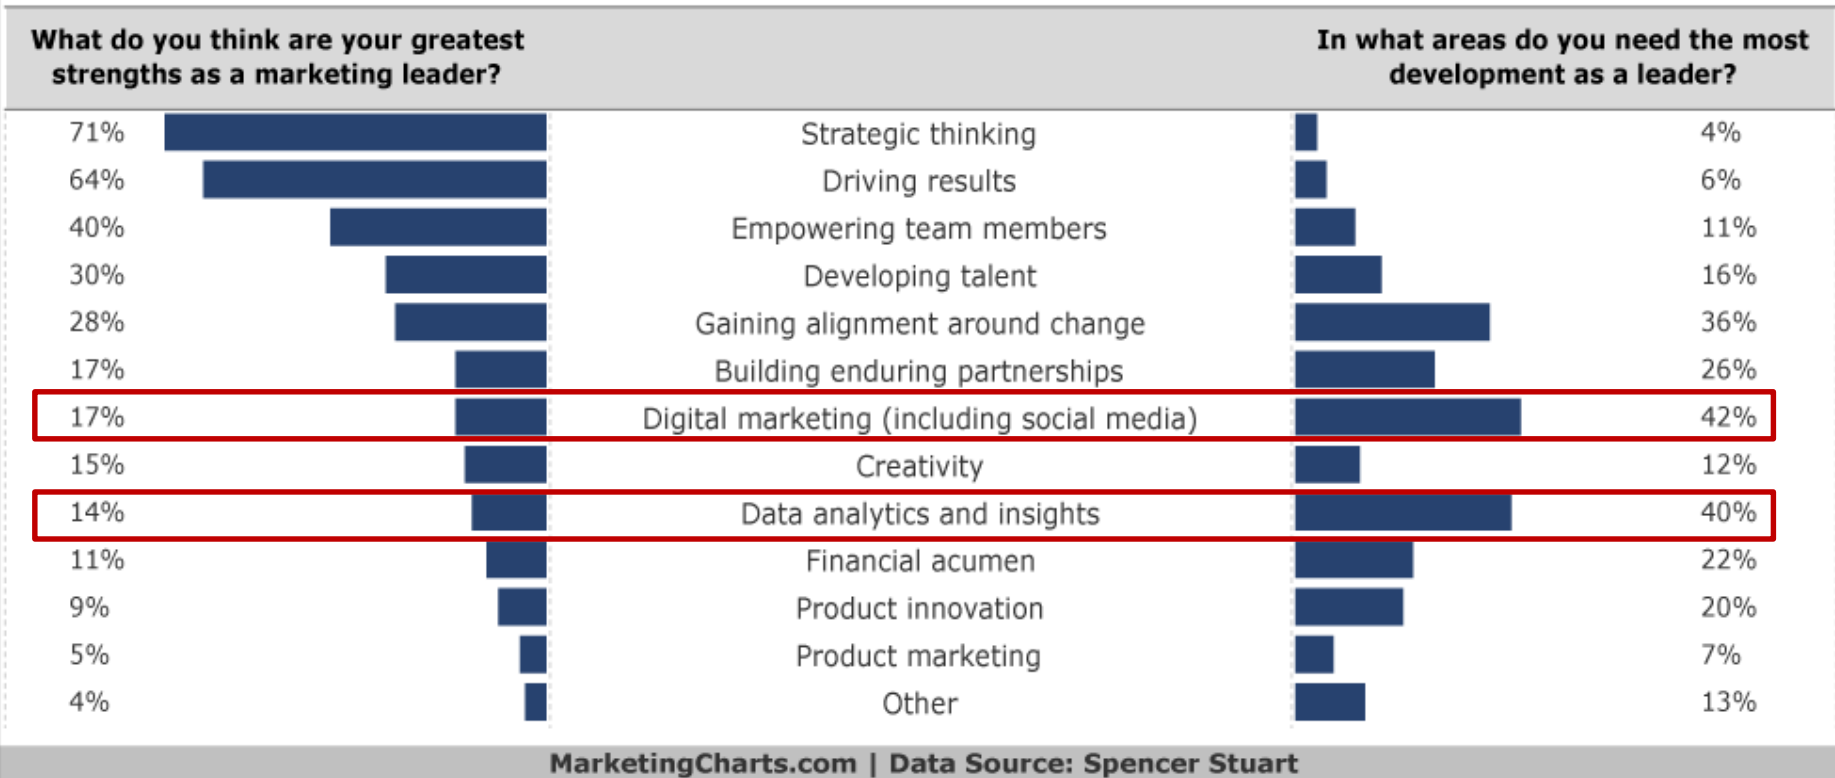 What do you think are your greatest
strengths as a marketing leader?
In what areas do you need the most
development as a leader?
71% Strategic thinking 4%
64% Driving results 6%
40% Empowering team members 11%
30% Developing talent 16%
28% Gaining alignment around change 36%
17% Building enduring partnerships 26%
17% Digital marketing (including social media) 42%
15% Creativity 12%
14% Data analytics and insights 40%
11% Financial acumen 22%
9% Product innovation 20%
5% Product marketing 7%
4% Other 13%
MarketingCharts.com | Data Source: Spencer Stuart